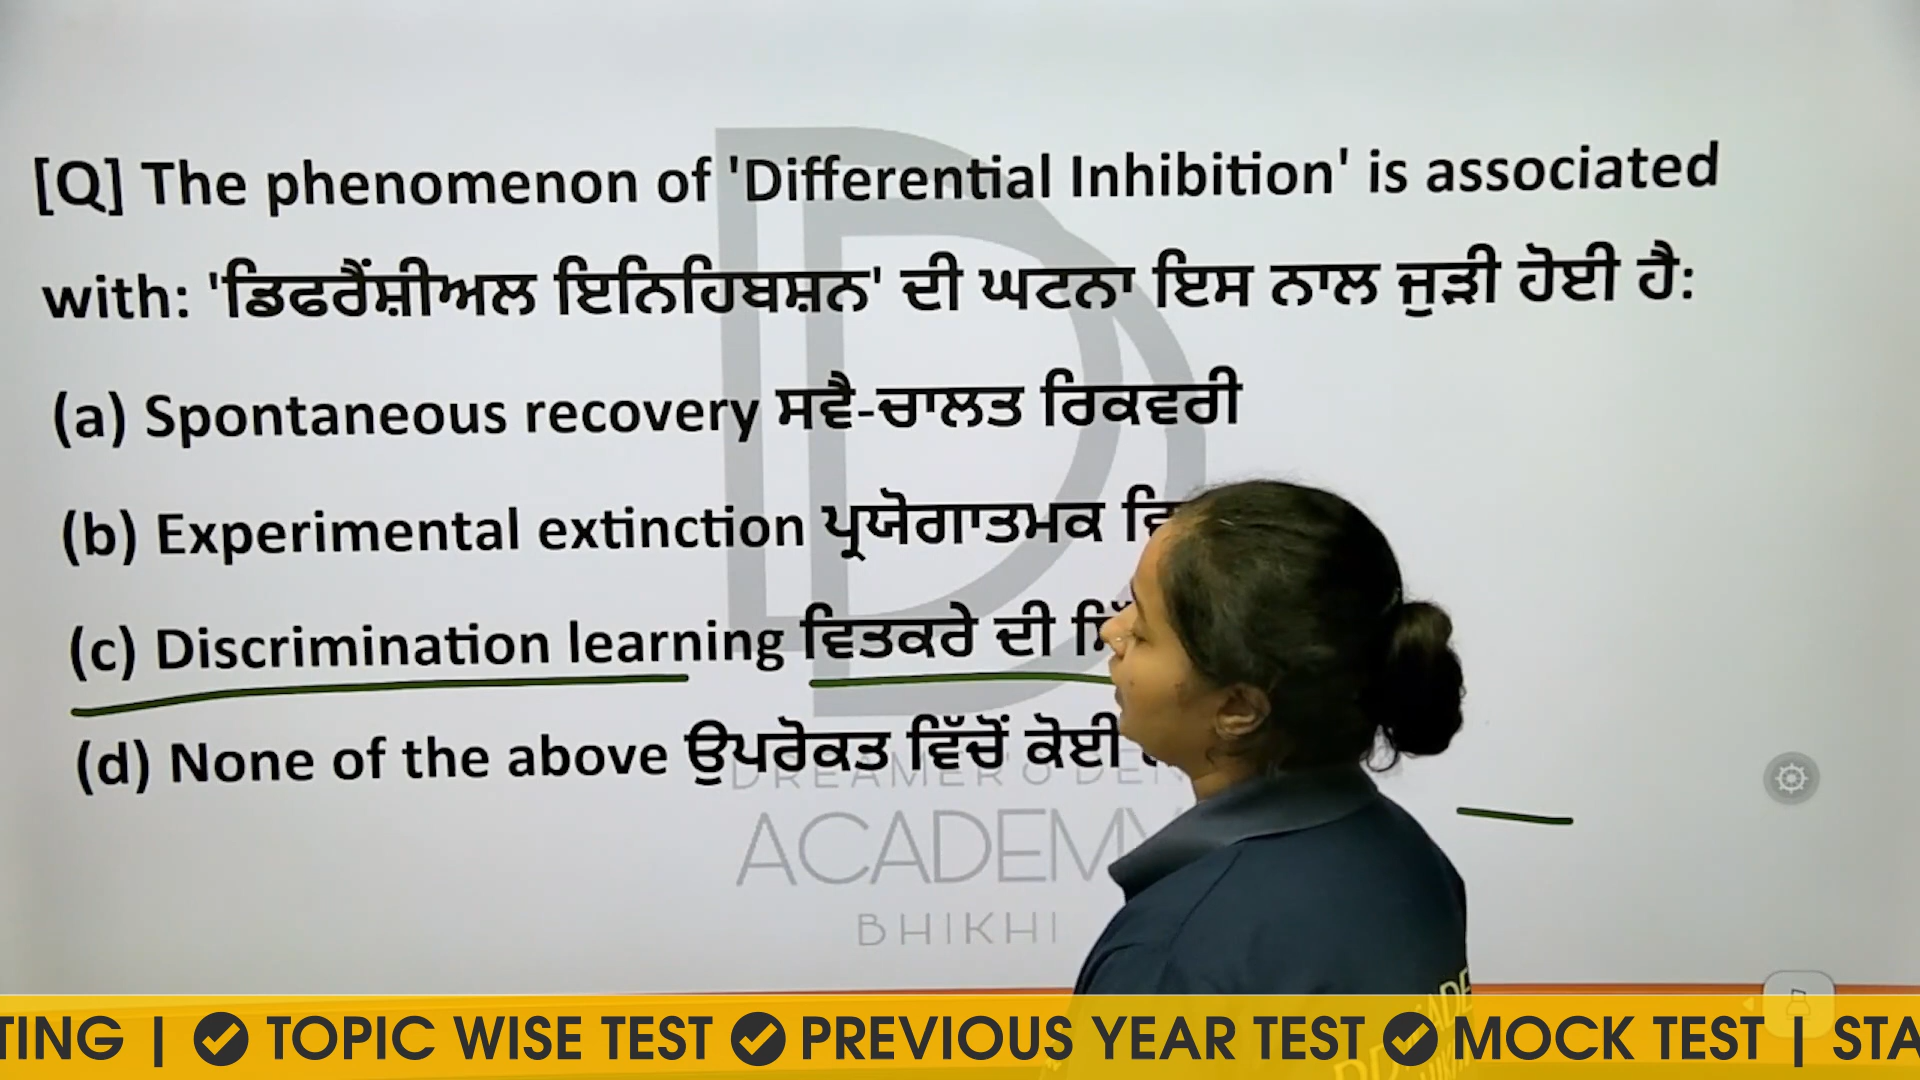 [Q] The phenomenon of 'Differential Inhibition' is associated
with: 'ਡਿਫਰੈਂਸ਼ੀਅਲ ਇਨਿਹਿਬਸ਼ਨ' ਦੀ ਘਟਨਾ ਇਸ ਨਾਲ ਜੁੜੀ ਹੋਈ ਹੈ:
(a) Spontaneous recovery ਸਵੈ-ਚਾਲਤ ਰਿਕਵਰੀ
(b) Experimental extinction ਪ੍ਰਯੋਗਾਤਮਕ
(c) Discrimination learning ਵਿਤਕਰੇ ਦੀ
(d) None of the above ਉਪਰੋਕਤ ਵਿੱਚੋਂ ਕੋਈ
DREAMER'S DEN
ACADEMY
BHIKHI
TING | TOPIC WISE TEST PREVIOUS YEAR TEST MOCK TEST | STA